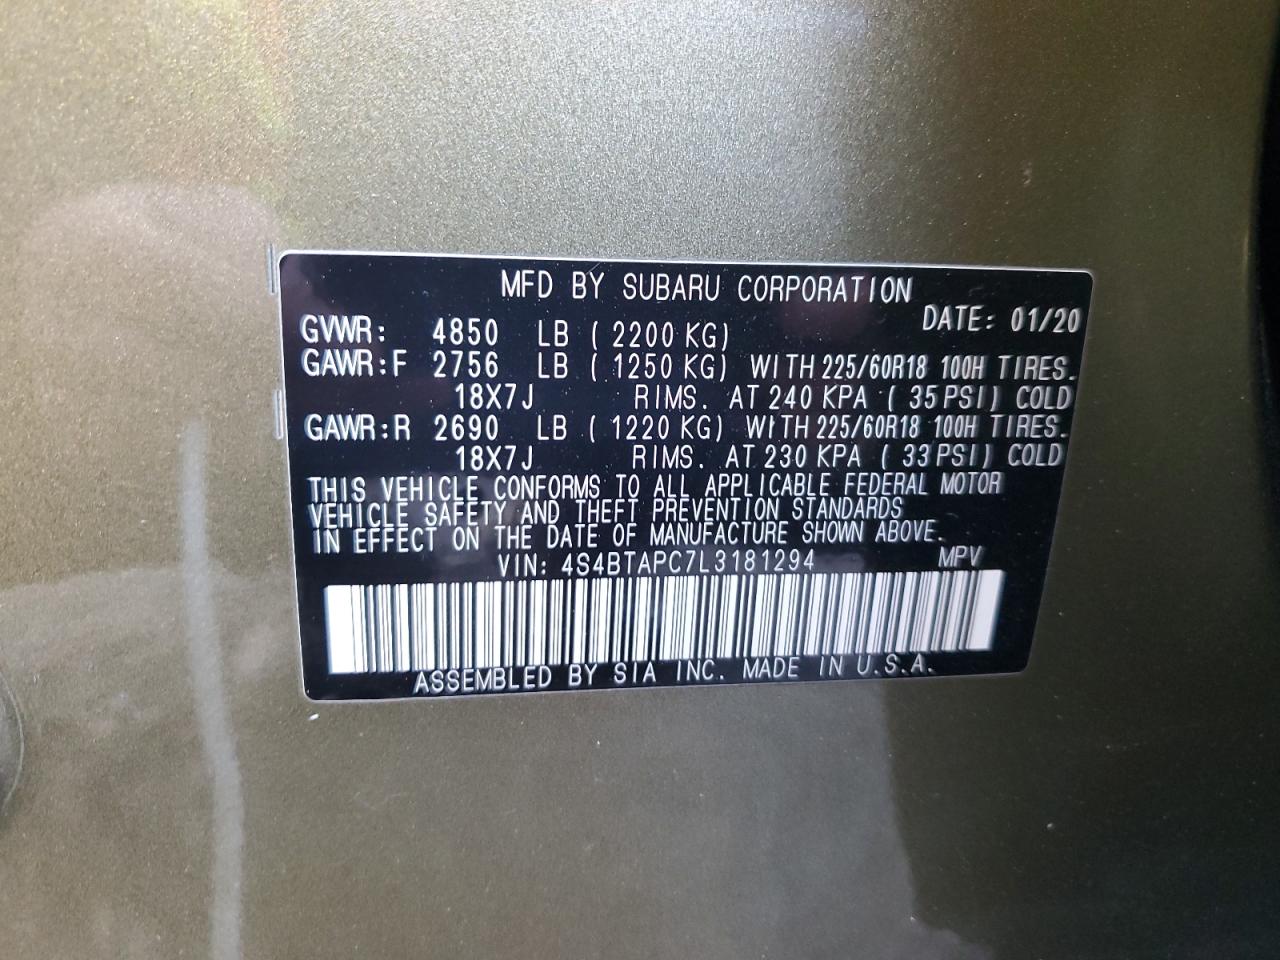 MFD BY SUBARU CORPORATION
DATE: 01/20
GVWR: 4850 LB ( 2200 KG)
GAWR:F 2756 LB ( 1250 KG) WITH 225/60R18 100H TIRES.
18X7J RIMS. AT 240 KPA ( 35 PSI) COLD
GAWR:R 2690 LB ( 1220 KG) WITH 225/60R18 100H TIRES.
18X7J RIMS. AT 230 KPA ( 33 PSI) COLD
THIS VEHICLE CONFORMS TO ALL APPLICABLE FEDERAL MOTOR
VEHICLE SAFETY AND THEFT PREVENTION STANDARDS
IN EFFECT ON THE DATE OF MANUFACTURE SHOWN ABOVE.
VIN: 4S4BTAPC7L3181294 MPV
ASSEMBLED BY SIA INC. MADE IN U.S.A.